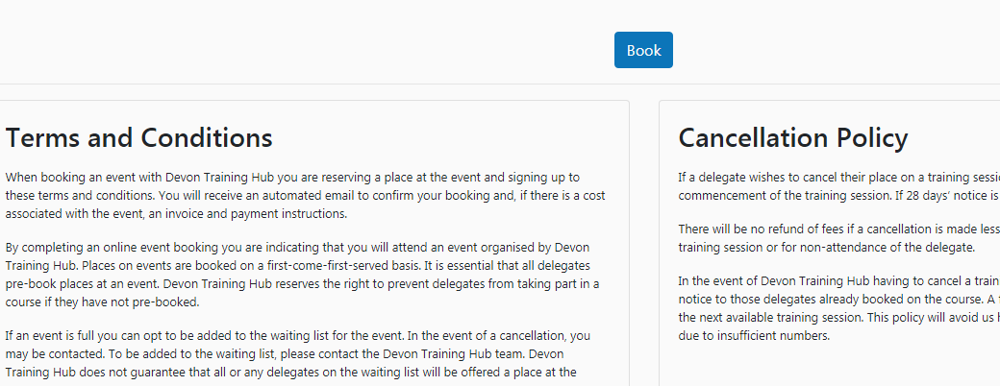 Book
Terms and Conditions
When booking an event with Devon Training Hub you are reserving a place at the event and signing up to
these terms and conditions. You will receive an automated email to confirm your booking and, if there is a cost
associated with the event, an invoice and payment instructions.
By completing an online event booking you are indicating that you will attend an event organised by Devon
Training Hub. Places on events are booked on a first-come-first-served basis. It is essential that all delegates
pre-book places at an event. Devon Training Hub reserves the right to prevent delegates from taking part in a
course if they have not pre-booked.
If an event is full you can opt to be added to the waiting list for the event. In the event of a cancellation, you
may be contacted. To be added to the waiting list, please contact the Devon Training Hub team. Devon
Training Hub does not guarantee that all or any delegates on the waiting list will be offered a place at the
Cancellation Policy
If a delegate wishes to cancel their place on a training
commencement of the training session. If 28 days' notice is
There will be no refund of fees if a cancellation is made less
training session or for non-attendance of the delegate.
In the event of Devon Training Hub having to cancel a
notice to those delegates already booked on the course. A
the next available training session. This policy will avoid us
due to insufficient numbers.